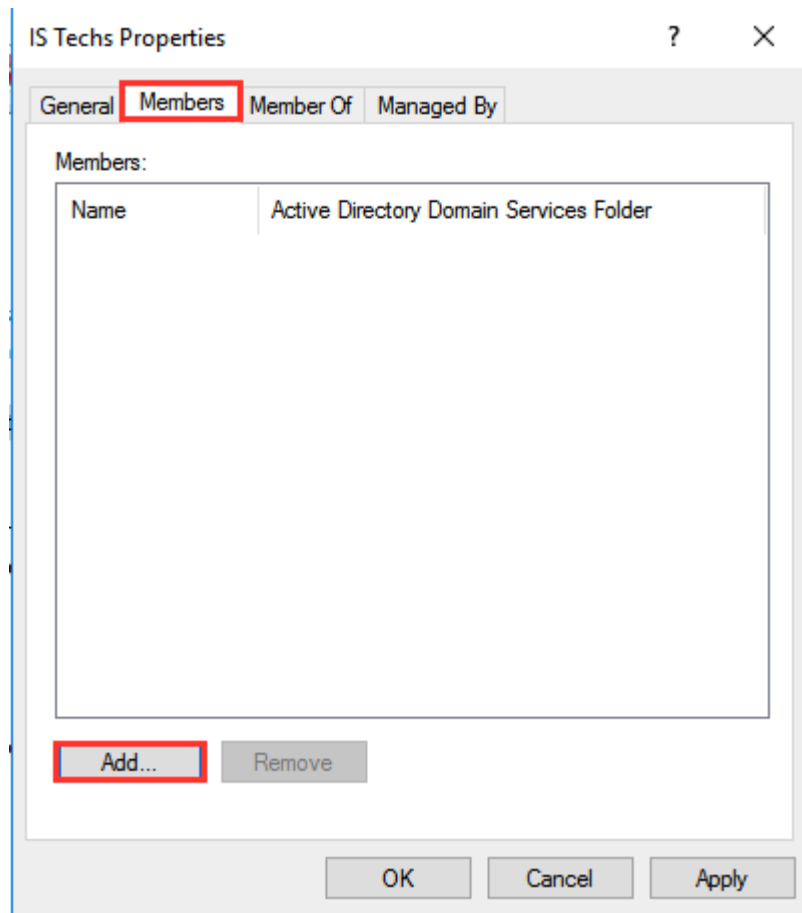 IS Techs Properties ?
General Members Member Of Managed By
Members:
Name Active Directory Domain Services Folder
Add... Remove
OK Cancel Apply